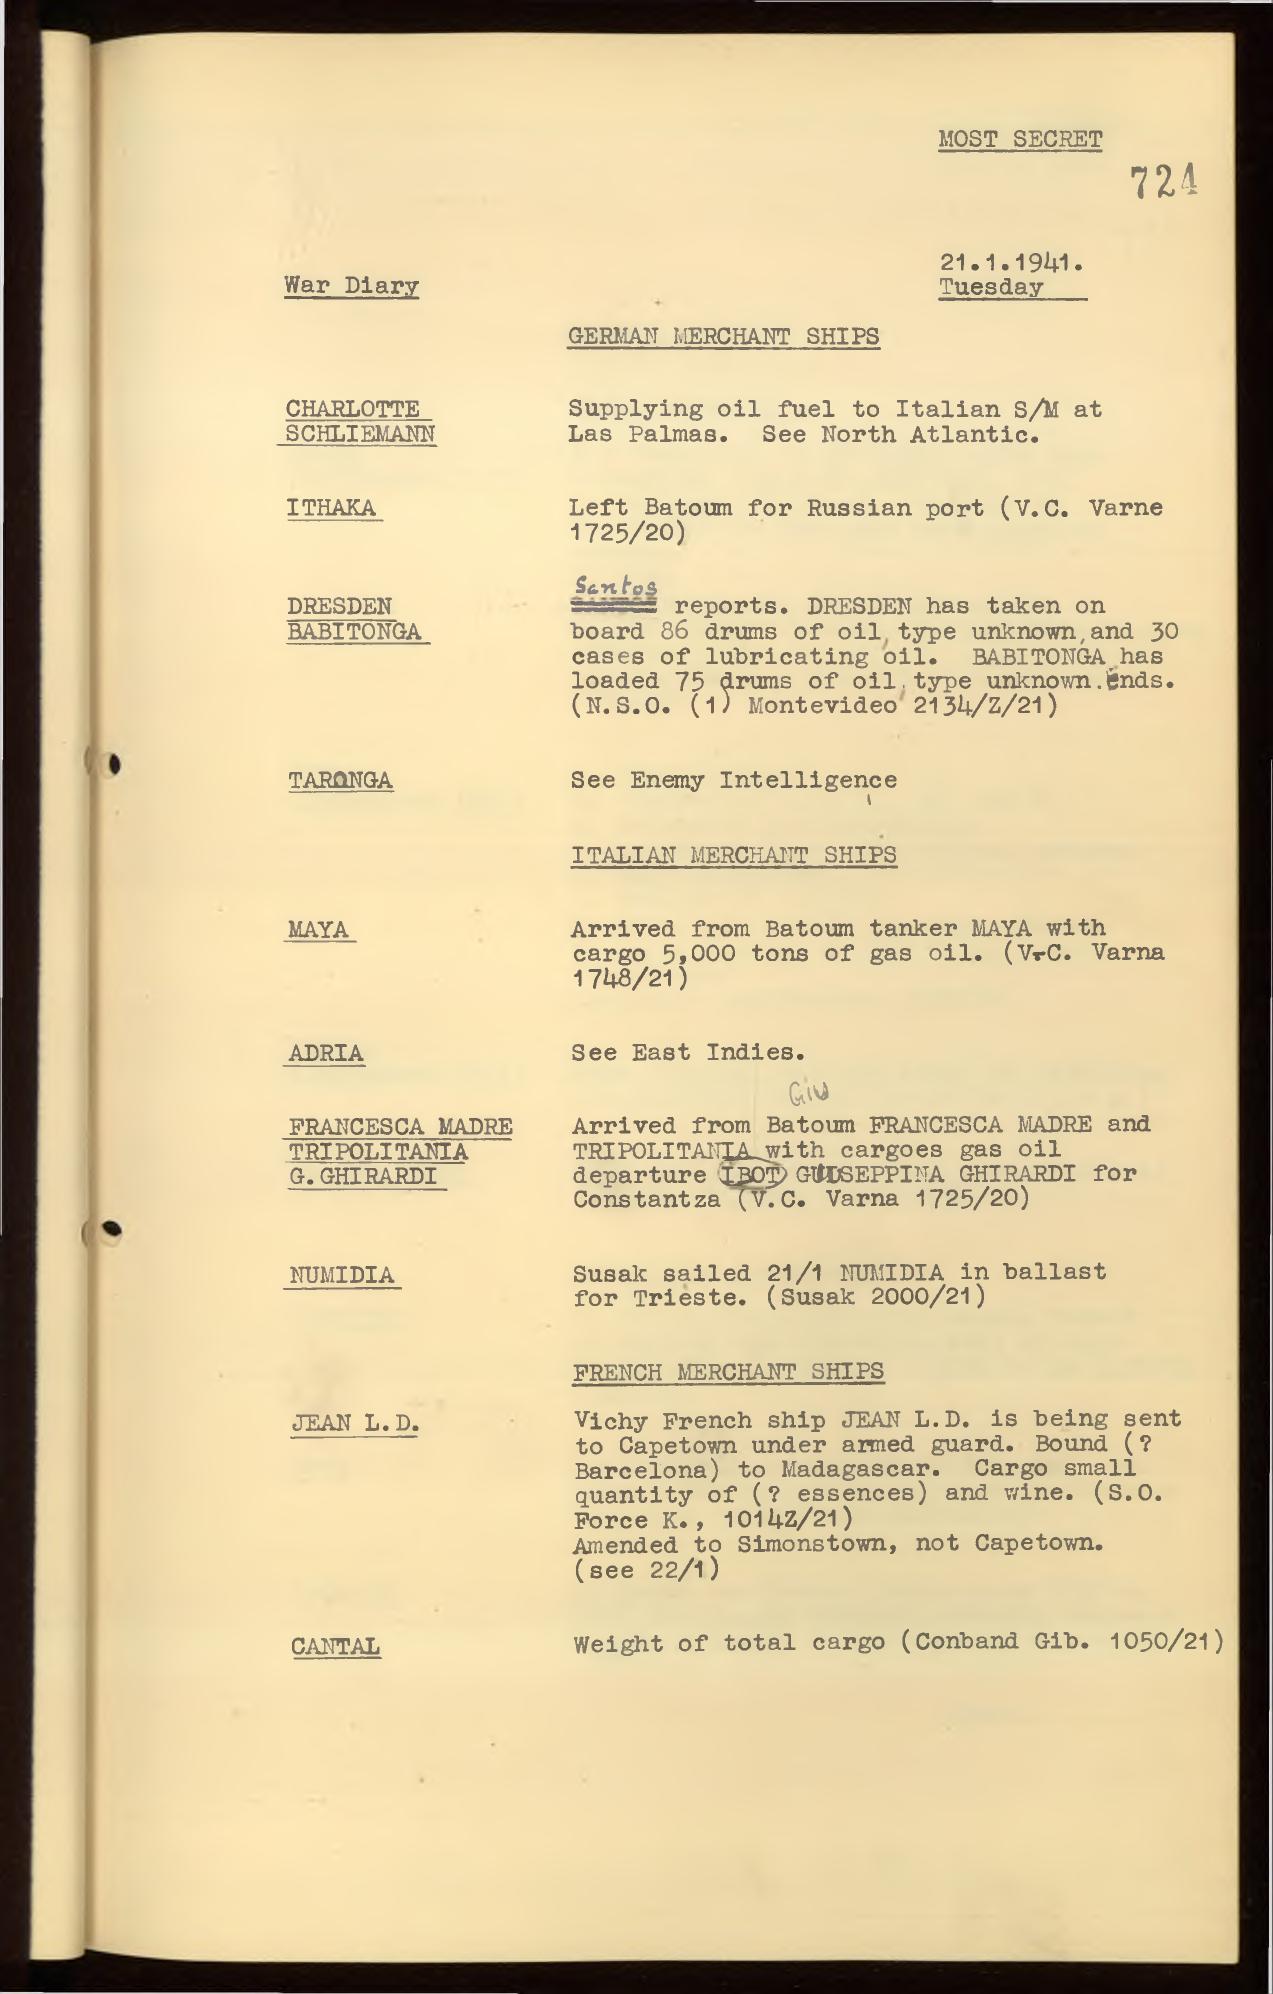 MOST SECRET
724
21.1.1941.
War Diary
Tuesday
GERMAN MERCHANT SHIPS
CHARLOTTE SCHLIEMANN
Supplying oil fuel to Italian S/M at
Las Palmas. See North Atlantic.
ITHAKA
Left Batoum for Russian port (V.C. Varne
1725/20)
DRESDEN
BABITONGA
Santos
reports. DRESDEN has taken on
board 86 drums of oil, type unknown, and 30
cases of lubricating oil. BABITONGA has
loaded 75 drums of oil, type unknown. Ends.
(N.S.O. (1) Montevideo 2134/Z/21)
TARONGA
See Enemy Intelligence
ITALIAN MERCHANT SHIPS
MAYA
Arrived from Batoum tanker MAYA with
cargo 5,000 tons of gas oil. (V.C. Varna
1748/21)
ADRIA
See East Indies.
Giu
FRANCESCA MADRE
TRIPOLITANIA
G. GHIRARDI
Arrived from Batoum FRANCESCA MADRE and
TRIPOLITANIA with cargoes gas oil
departure IBOT GUISEPPINA GHIRARDI for
Constantza (V.C. Varna 1725/20)
NUMIDIA
Susak sailed 21/1 NUMIDIA in ballast
for Trieste. (Susak 2000/21)
FRENCH MERCHANT SHIPS
JEAN L.D.
Vichy French ship JEAN L.D. is being sent
to Capetown under armed guard. Bound (?
Barcelona) to Madagascar. Cargo small
quantity of (? essences) and wine. (S.O.
Force K., 1014Z/21)
Amended to Simonstown, not Capetown.
(see 22/1)
CANTAL
Weight of total cargo (Conband Gib. 1050/21)